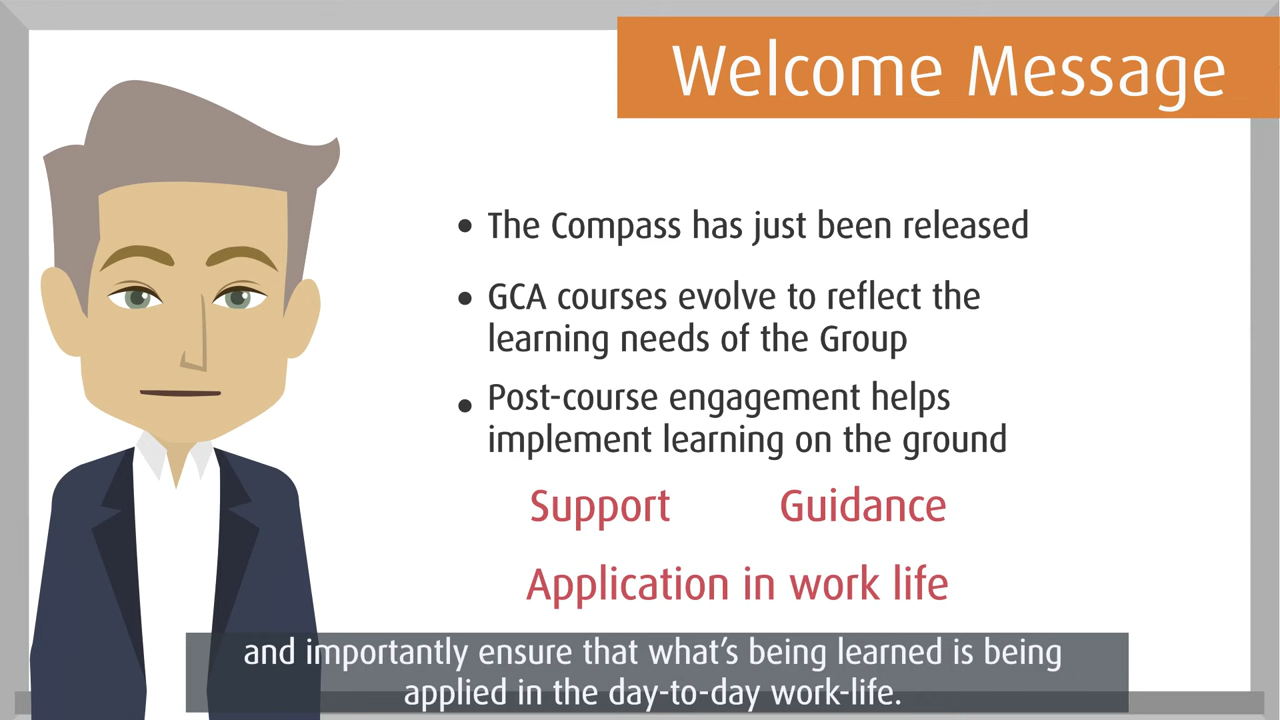 Welcome Message
• The Compass has just been released
• GCA courses evolve to reflect the
learning needs of the Group
• Post-course engagement helps
implement learning on the ground
Support Guidance
Application in work life
and importantly ensure that what's being learned is being
applied in the day-to-day work-life.